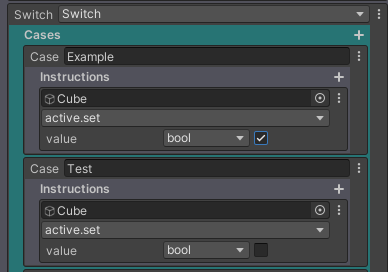 Switch Switch
Cases +
Case Example
Instructions +
Cube
active.set
value bool
Case Test
Instructions +
Cube
active.set
value bool